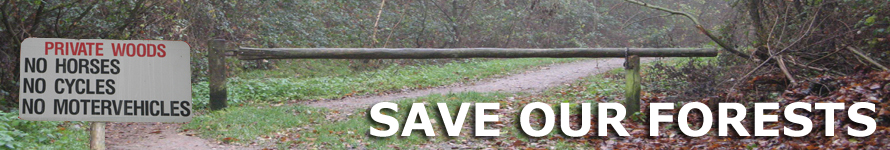 PRIVATE WOODS
NO HORSES
NO CYCLES
NO MOTERVEHICLES
SAVE OUR FORESTS